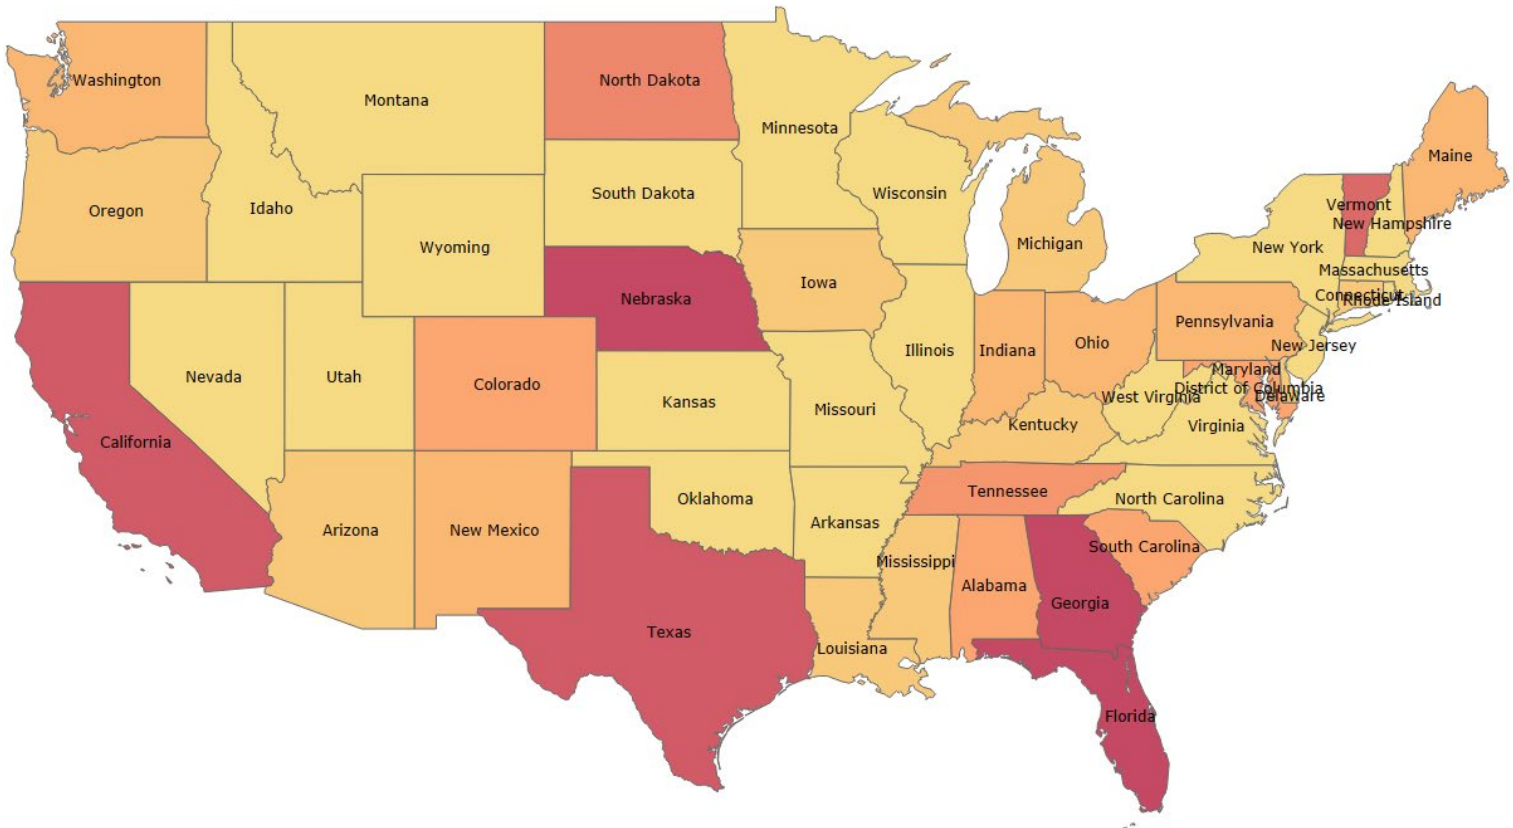 Washington
North Dakota
Montana
Minnesota
Maine
South Dakota
Wisconsin
Vermont
Idaho
Oregon
New Hampshire
Michigan
Wyoming
New York
Massachusetts
Iowa
Connecticut
Nebraska
Rhode Island
Pennsylvania
Ohio
New Jersey
Illinois
Indiana
Maryland
Nevada
Utah
Colorado
District of Columbia
Delaware
West Virginia
Kansas
Missouri
Kentucky
Virginia
California
Tennessee
North Carolina
Oklahoma
Arkansas
Arizona
New Mexico
South Carolina
Mississippi
Alabama
Georgia
Texas
Louisiana
Florida